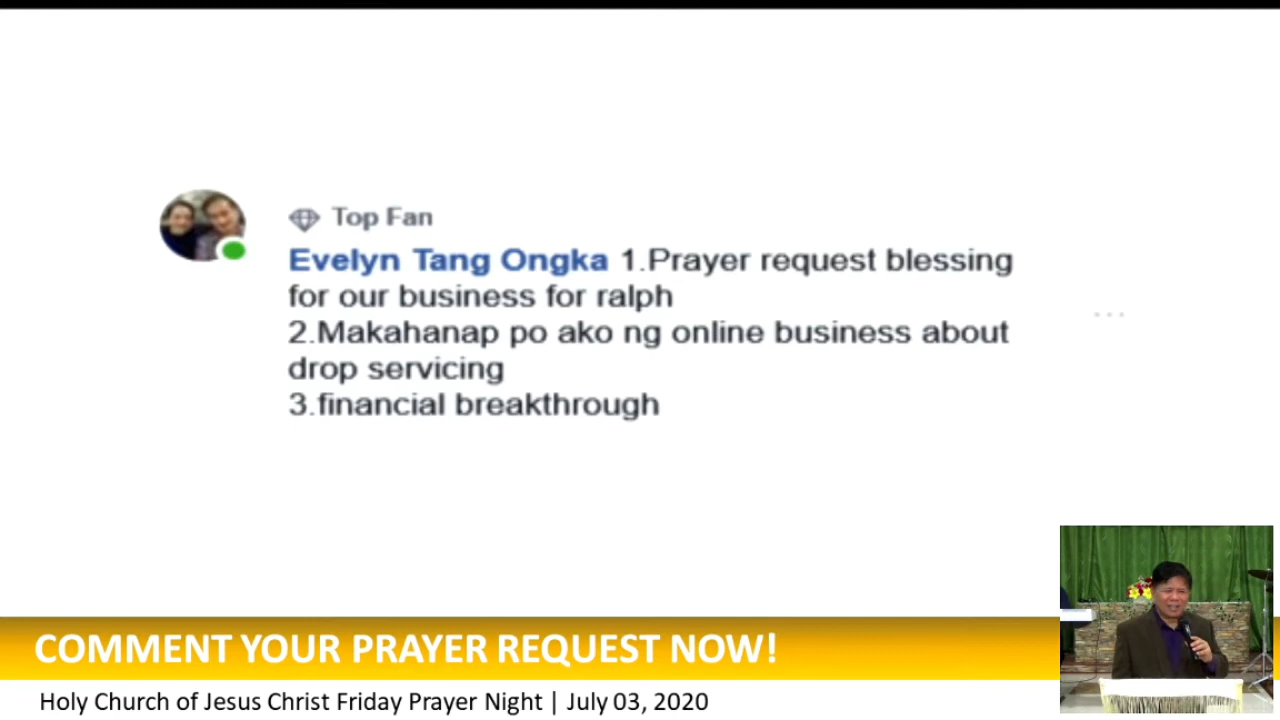 Top Fan
Evelyn Tang Ongka 1.Prayer request blessing
for our business for ralph
2.Makahanap po ako ng online business about
drop servicing
3.financial breakthrough
COMMENT YOUR PRAYER REQUEST NOW!
Holy Church of Jesus Christ Friday Prayer Night | July 03, 2020